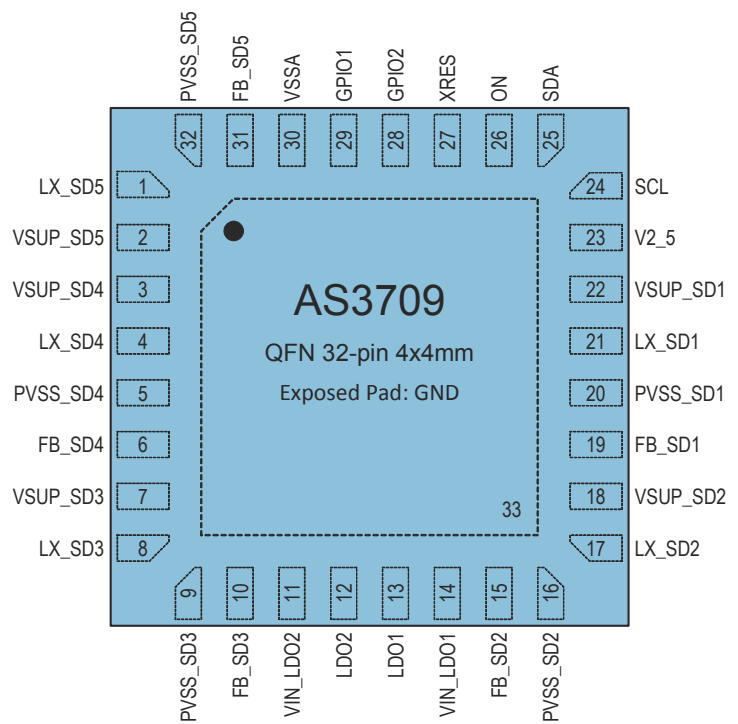 PVSS_SD5
FB_SD5
VSSA
GPIO1
GPIO2
XRES
ON
SDA
32
31
30
29
28
27
26
25
LX_SD5 1
24 SCL
VSUP_SD5 2
23 V2_5
VSUP_SD4 3
22 VSUP_SD1
LX_SD4 4
21 LX_SD1
PVSS_SD4 5
20 PVSS_SD1
FB_SD4 6
19 FB_SD1
VSUP_SD3 7
18 VSUP_SD2
LX_SD3 8
17 LX_SD2
AS3709
QFN 32-pin 4x4mm
Exposed Pad: GND
33
9
10
11
12
13
14
15
16
PVSS_SD3
FB_SD3
VIN_LDO2
LDO2
LDO1
VIN_LDO1
FB_SD2
PVSS_SD2